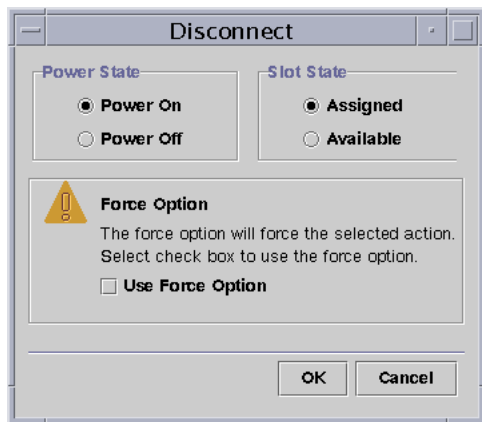 Disconnect
Power State
Power On
Power Off
Slot State
Assigned
Available
Force Option
The force option will force the selected action.
Select check box to use the force option.
Use Force Option
OK
Cancel